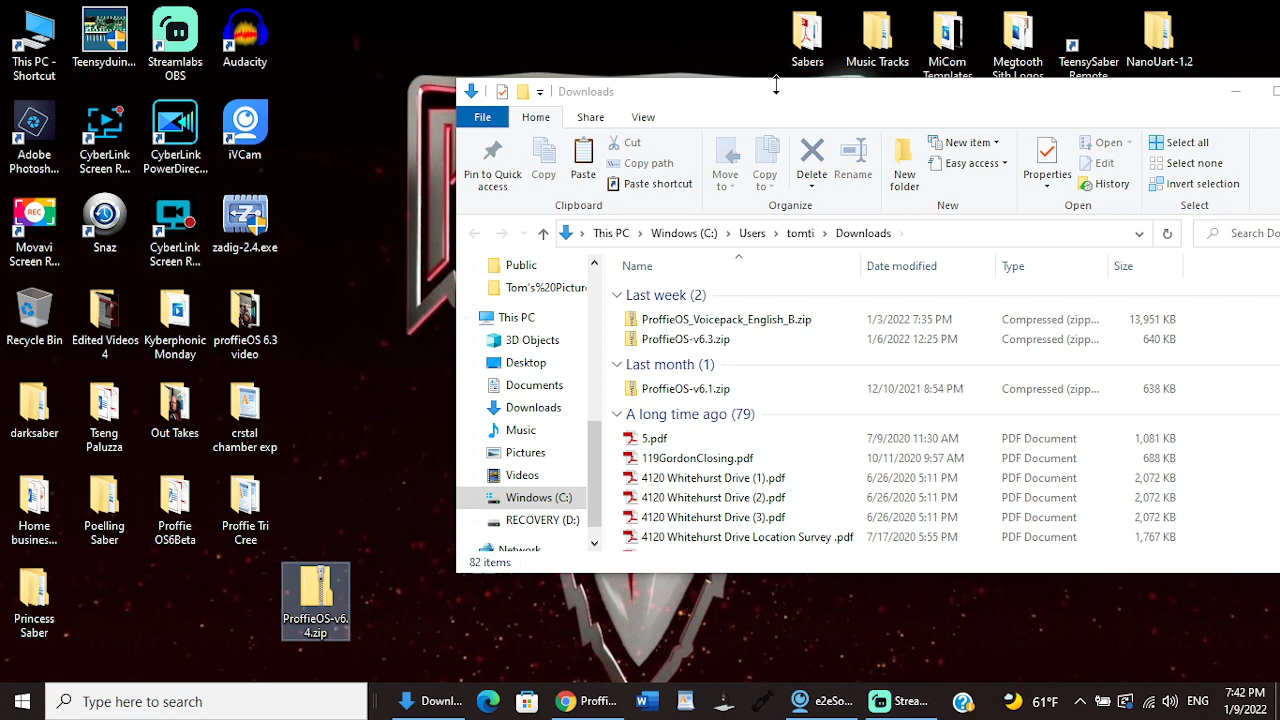 This PC - Shortcut
Teensyduin...
Streamlabs OBS
Audacity
Sabers
Music Tracks
MiCom Templates
Megtooth Sith Logo
TeensySaber Remote
NanoUart-1.2
Adobe Photosh...
CyberLink Screen R...
CyberLink PowerDirec...
iVCam
Movavi Screen R...
Snaz
CyberLink Screen R...
zadig-2.4.exe
Recycle Bin
Edited Videos 4
Kyberphonic Monday
proffieOS 6.3 video
darksaber
Tseng Paluzza
Out Takes
crstal chamber exp
Home busines...
Poelling Saber
Proffie OS6Beta
Proffie Tri Cree
Princess Saber
ProffieOS-v6.4.zip
Downloads
File Home Share View
Pin to Quick access
Copy
Paste
Cut
Copy path
Paste shortcut
Clipboard
Move to
Copy to
Delete
Rename
Organize
New folder
New item
Easy access
New
Properties
Open
Edit
History
Open
Select all
Select none
Invert selection
Select
This PC > Windows (C:) > Users > tomti > Downloads >
Search Do
Public
Tom's%20Picture
This PC
3D Objects
Desktop
Documents
Downloads
Music
Pictures
Videos
Windows (C:)
RECOVERY (D:)
Network
Name Date modified Type Size
Last week (2)
ProffieOS_Voicepack_English_B.zip 1/3/2022 7:35 PM Compressed (zipp... 13,951 KB
ProffieOS-v6.3.zip 1/6/2022 12:25 PM Compressed (zipp... 640 KB
Last month (1)
ProffieOS-v6.1.zip 12/10/2021 8:54 PM Compressed (zipp... 638 KB
A long time ago (79)
5.pdf 7/9/2020 11:30 AM PDF Document 1,081 KB
119GordonClosing.pdf 10/11/2020 9:57 AM PDF Document 688 KB
4120 Whitehurst Drive (1).pdf 6/26/2020 5:11 PM PDF Document 2,072 KB
4120 Whitehurst Drive (2).pdf 6/26/2020 5:11 PM PDF Document 2,072 KB
4120 Whitehurst Drive (3).pdf 6/26/2020 5:11 PM PDF Document 2,072 KB
4120 Whitehurst Drive Location Survey .pdf 7/17/2020 5:55 PM PDF Document 1,767 KB
82 items
Type here to search
Downl...
Proffi...
e2eSo...
Strea...
61°F
ENG
5:42 PM
1/9/2022